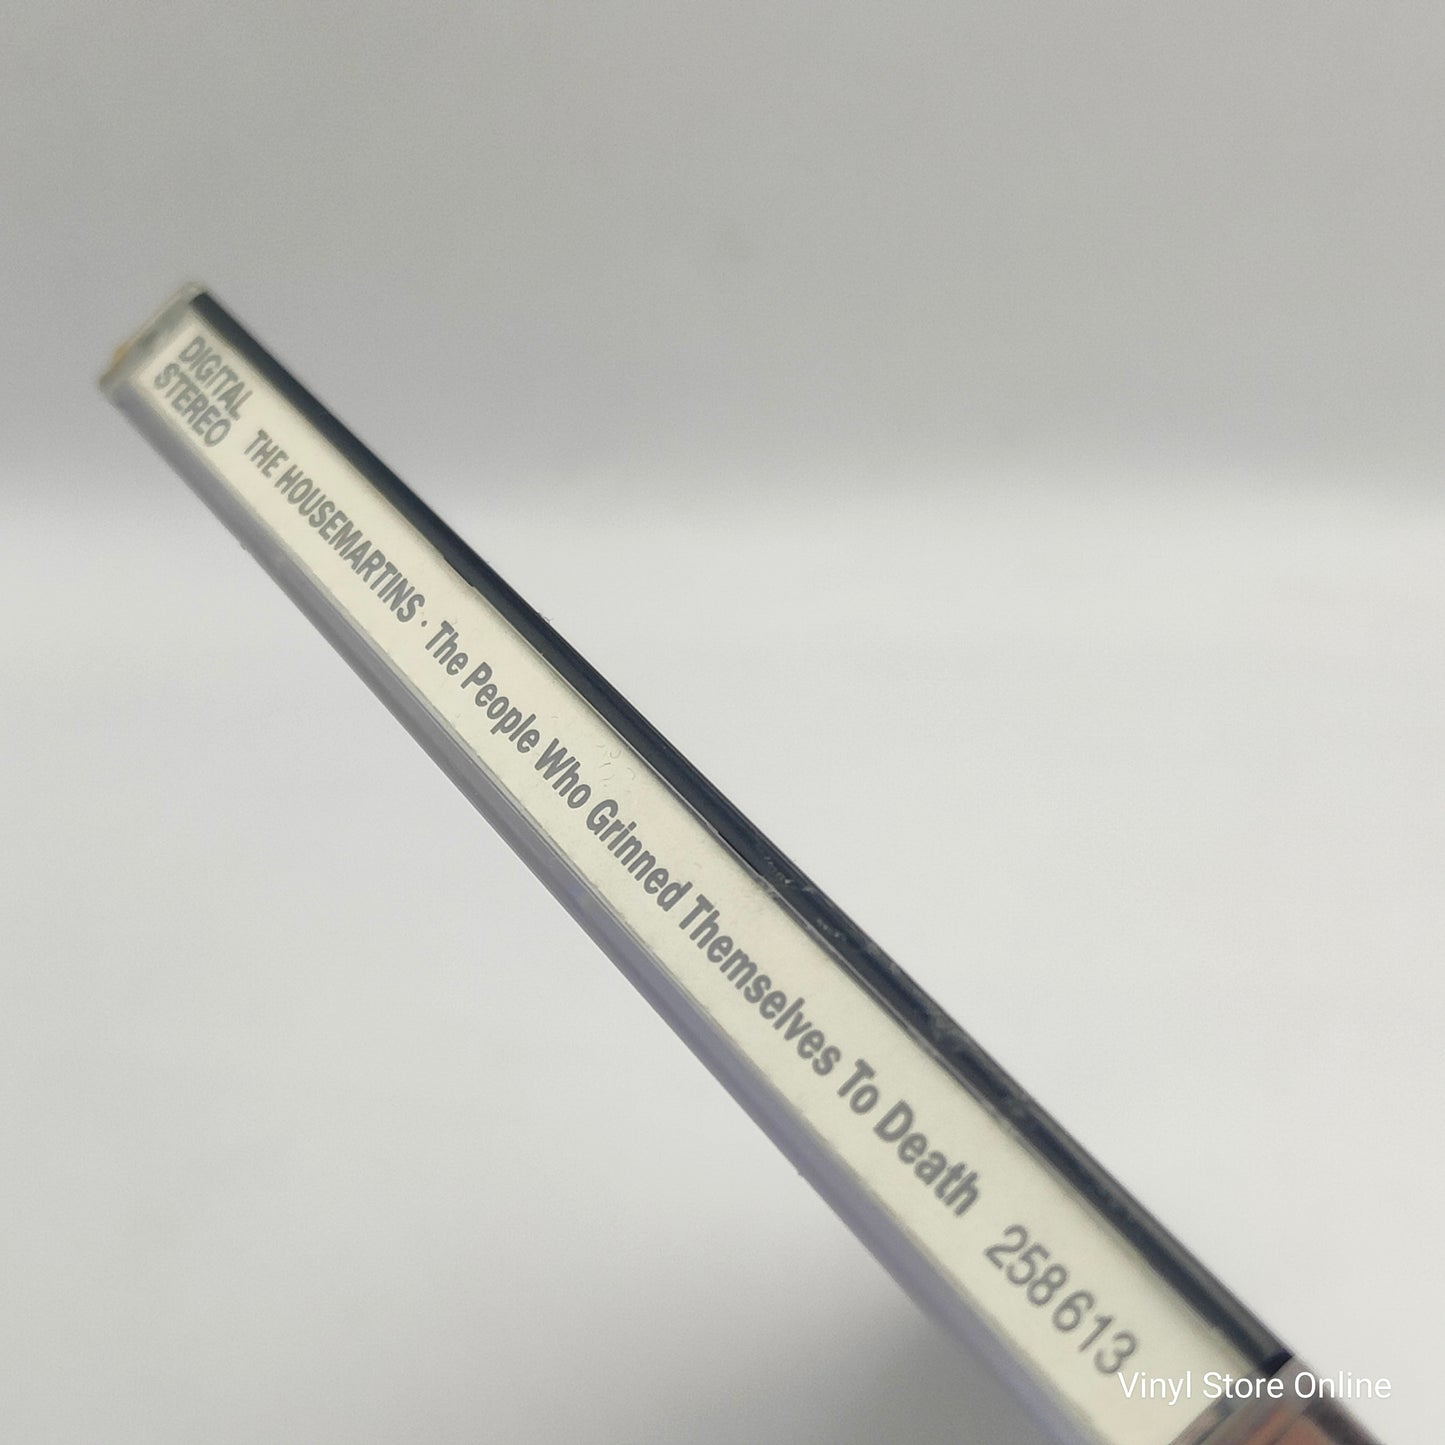 DIGITAL
STEREO
THE HOUSEMARTINS · The People Who Grinned Themselves To Death 258 613
Vinyl Store Online